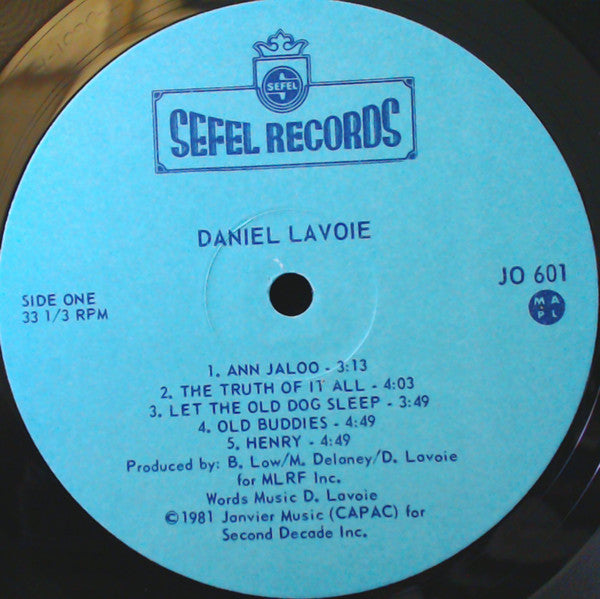 SEFEL
SEFEL RECORDS
DANIEL LAVOIE
SIDE ONE
33 1/3 RPM
JO 601
M A
P L
1. ANN JALOO - 3:13
2. THE TRUTH OF IT ALL - 4:03
3. LET THE OLD DOG SLEEP - 3:49
4. OLD BUDDIES - 4:49
5. HENRY - 4:49
Produced by: B. Low/M. Delaney/D. Lavoie
for MLRF Inc.
Words Music D. Lavoie
©1981 Janvier Music (CAPAC) for
Second Decade Inc.